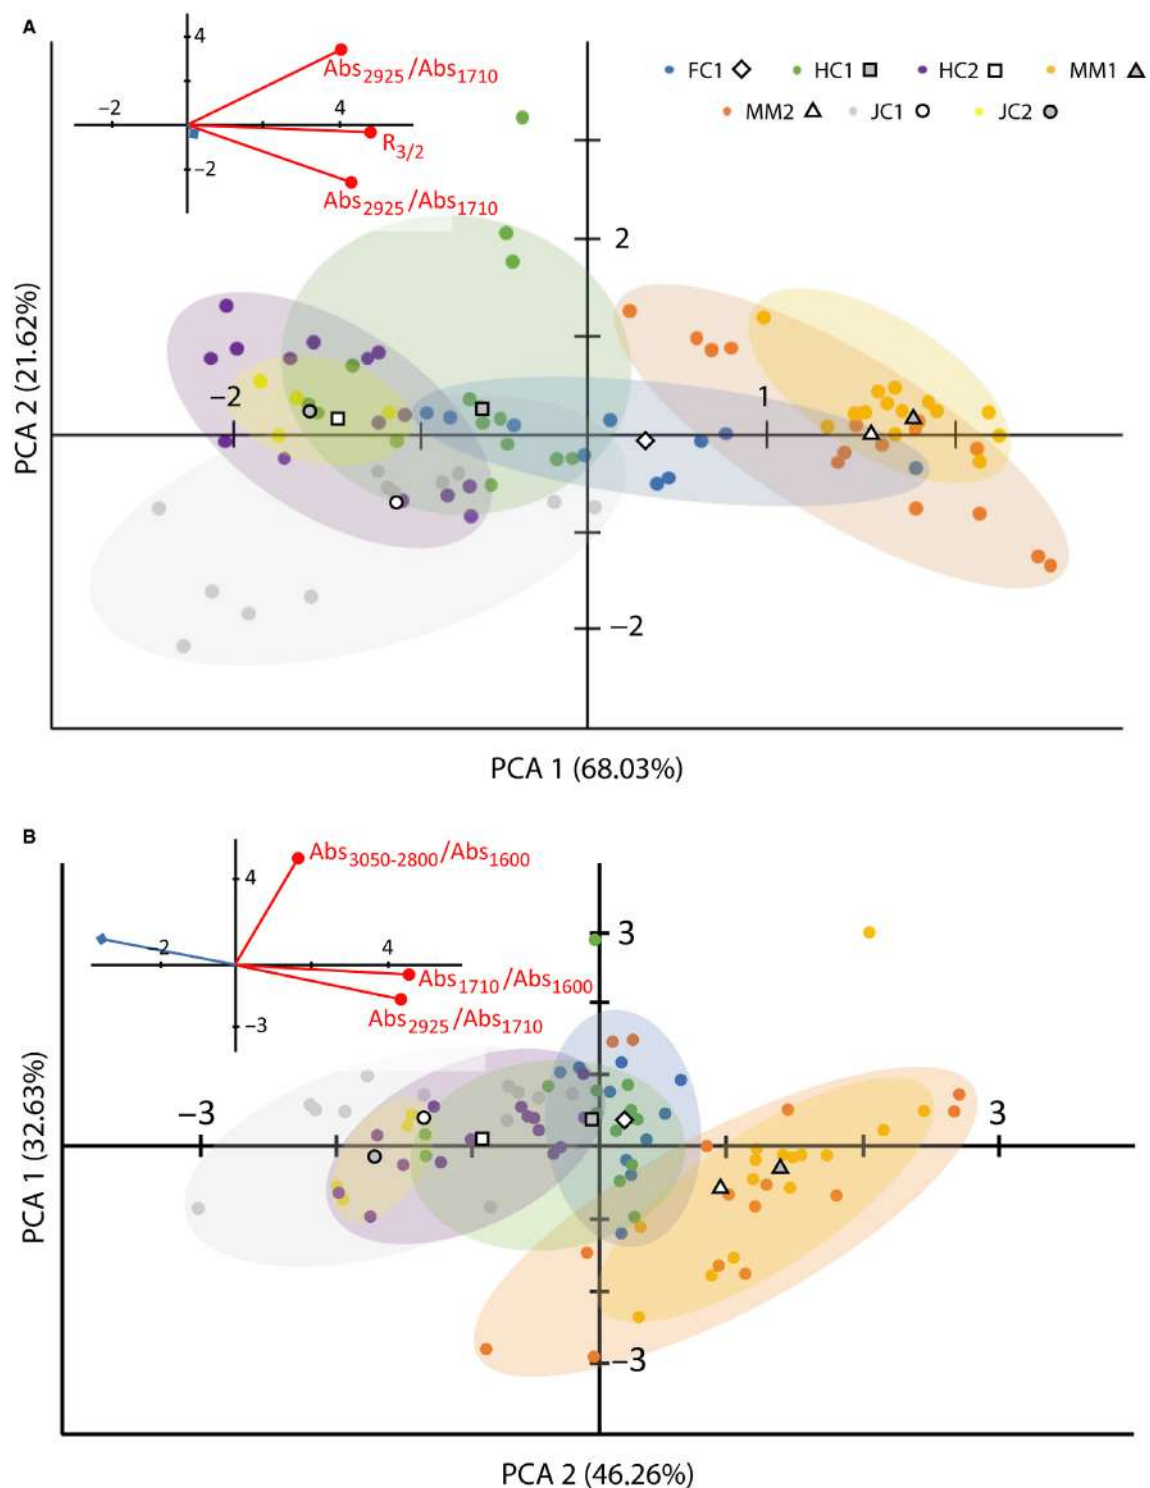 A
4
−2
4
−2
Abs2925/Abs1710
R3/2
Abs2925/Abs1710
FC1 HC1 HC2 MM1
MM2 JC1 JC2
2
−2
1
−2
PCA 2 (21.62%)
PCA 1 (68.03%)
B
Abs3050-2800/Abs1600
4
−2
4
Abs1710/Abs1600
−3
Abs2925/Abs1710
3
−3
3
−3
PCA 1 (32.63%)
PCA 2 (46.26%)